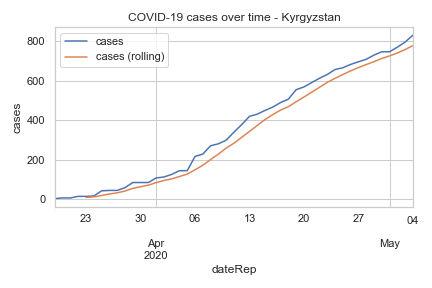 COVID-19 cases over time - Kyrgyzstan
cases
cases (rolling)
cases
800
600
400
200
0
23 30 06 13 20 27 04
Apr May
2020
dateRep